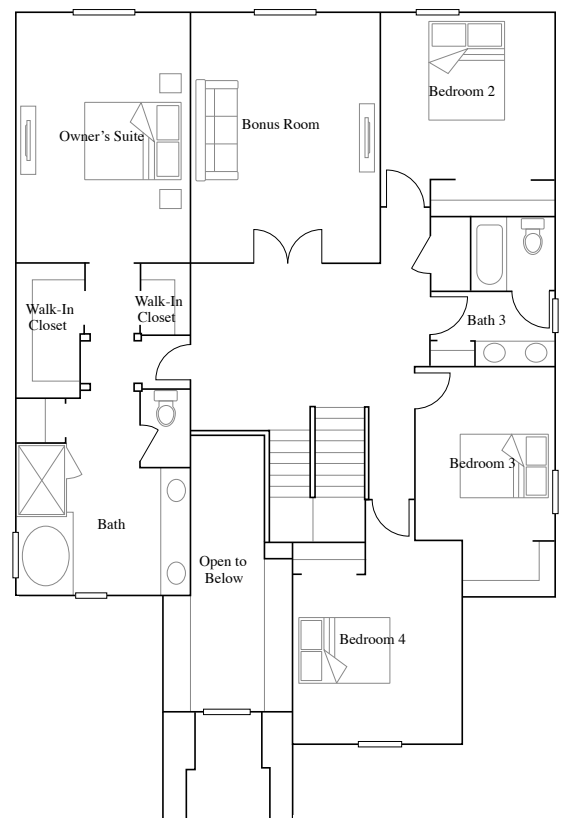 Bedroom 2
Bonus Room
Owner's Suite
Walk-In
Closet
Walk-In
Closet
Bath 3
Bedroom 3
Bath
Open to
Below
Bedroom 4